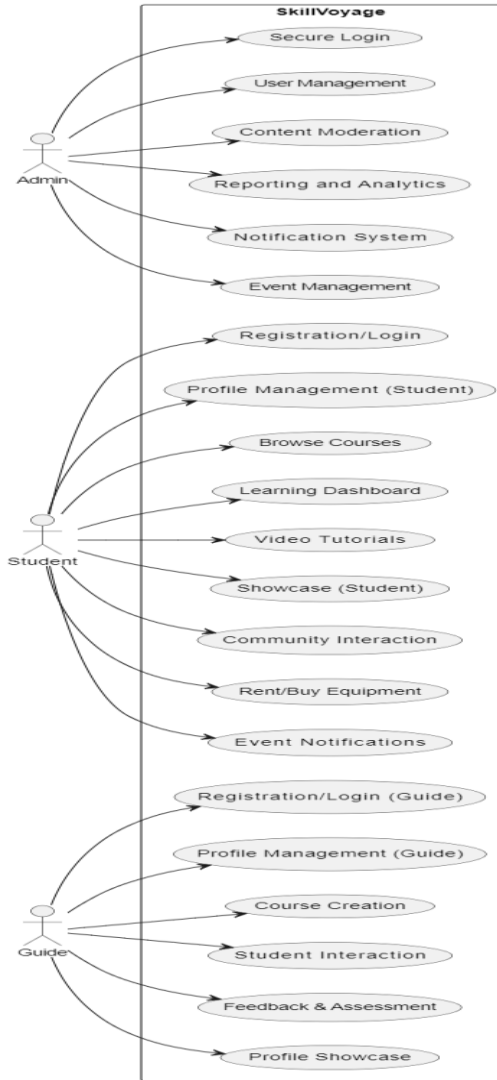 SkillVoyage
Secure Login
User Management
Content Moderation
Admin
Reporting and Analytics
Notification System
Event Management
Registration/Login
Profile Management (Student)
Browse Courses
Learning Dashboard
Video Tutorials
Student
Showcase (Student)
Community Interaction
Rent/Buy Equipment
Event Notifications
Registration/Login (Guide)
Profile Management (Guide)
Course Creation
Guide
Student Interaction
Feedback & Assessment
Profile Showcase